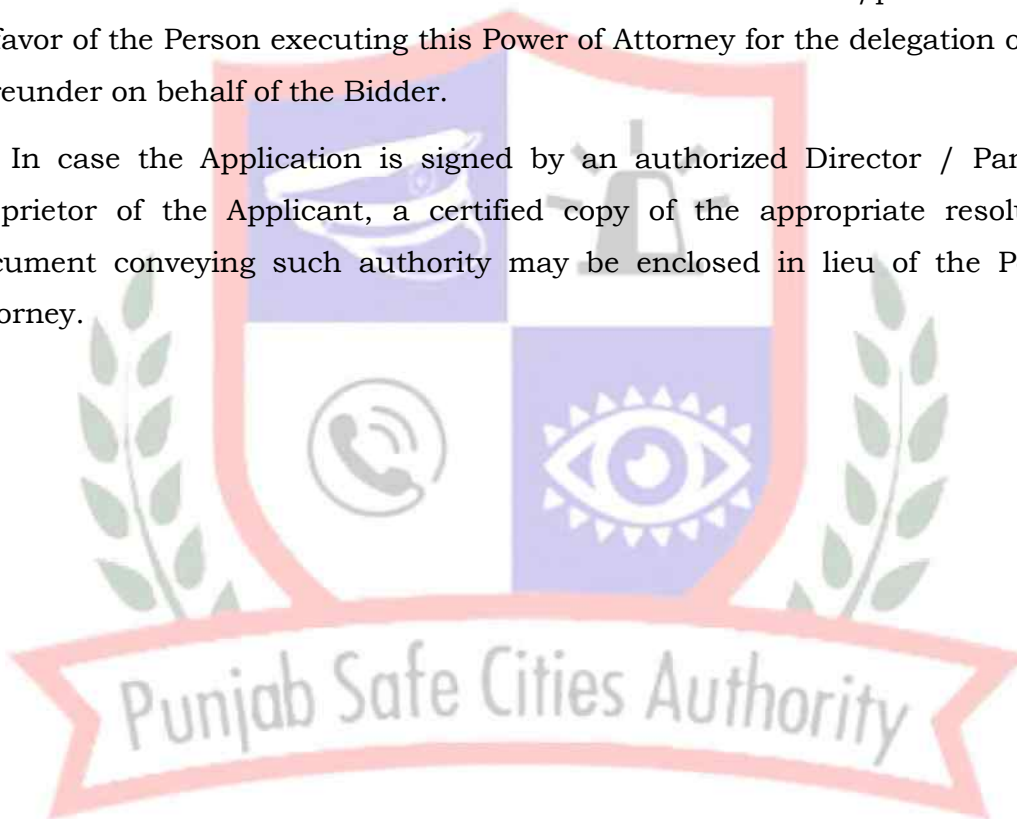 favor of the Person executing this Power of Attorney for the delegation o
reunder on behalf of the Bidder.
In case the Application is signed by an authorized Director / Par
prietor of the Applicant, a certified copy of the appropriate resolu
cument conveying such authority may be enclosed in lieu of the P
orney.
Punjab Safe Cities Authority